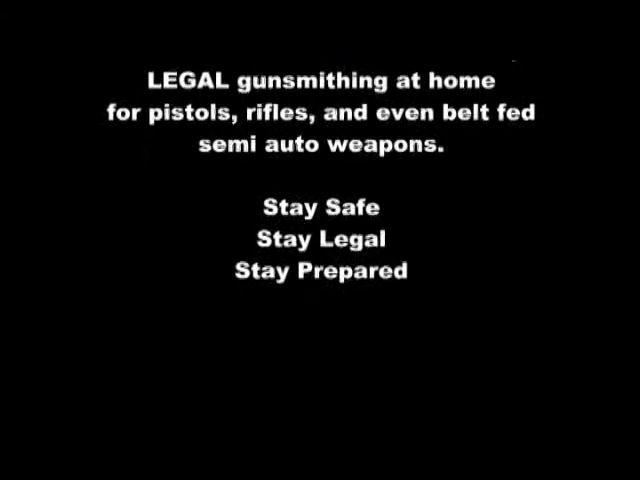 LEGAL gunsmithing at home
for pistols, rifles, and even belt fed
semi auto weapons.
Stay Safe
Stay Legal
Stay Prepared